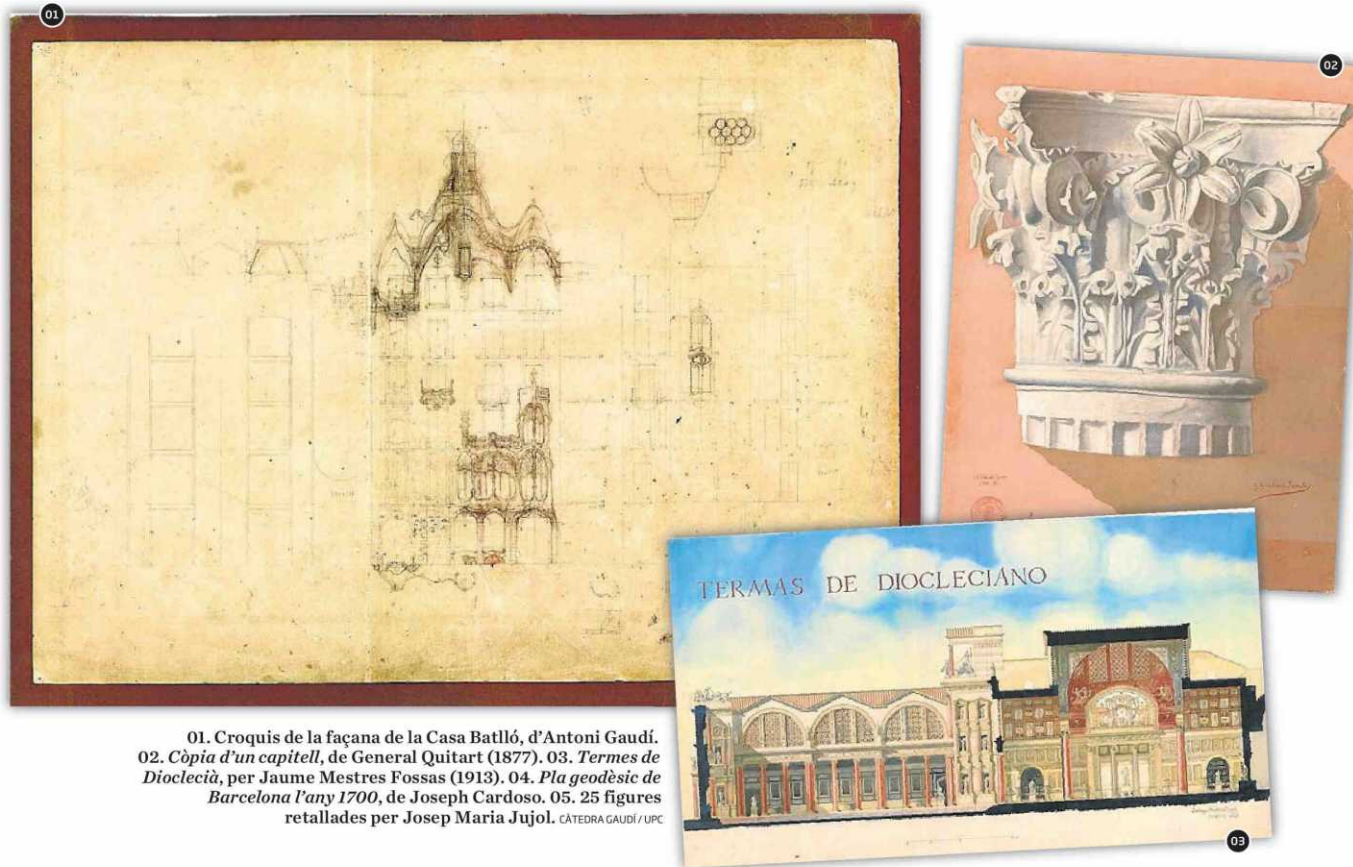 01
02
TERMAS DE DIOCLECIANO
03
01. Croquis de la façana de la Casa Batlló, d'Antoni Gaudí.
02. Còpia d'un capitell, de General Quitart (1877). 03. Termes de
Dioclecià, per Jaume Mestres Fossas (1913). 04. Pla geodèsic de
Barcelona l'any 1700, de Joseph Cardoso. 05. 25 figures
retallades per Josep Maria Jujol. CÀTEDRA GAUDÍ / UPC